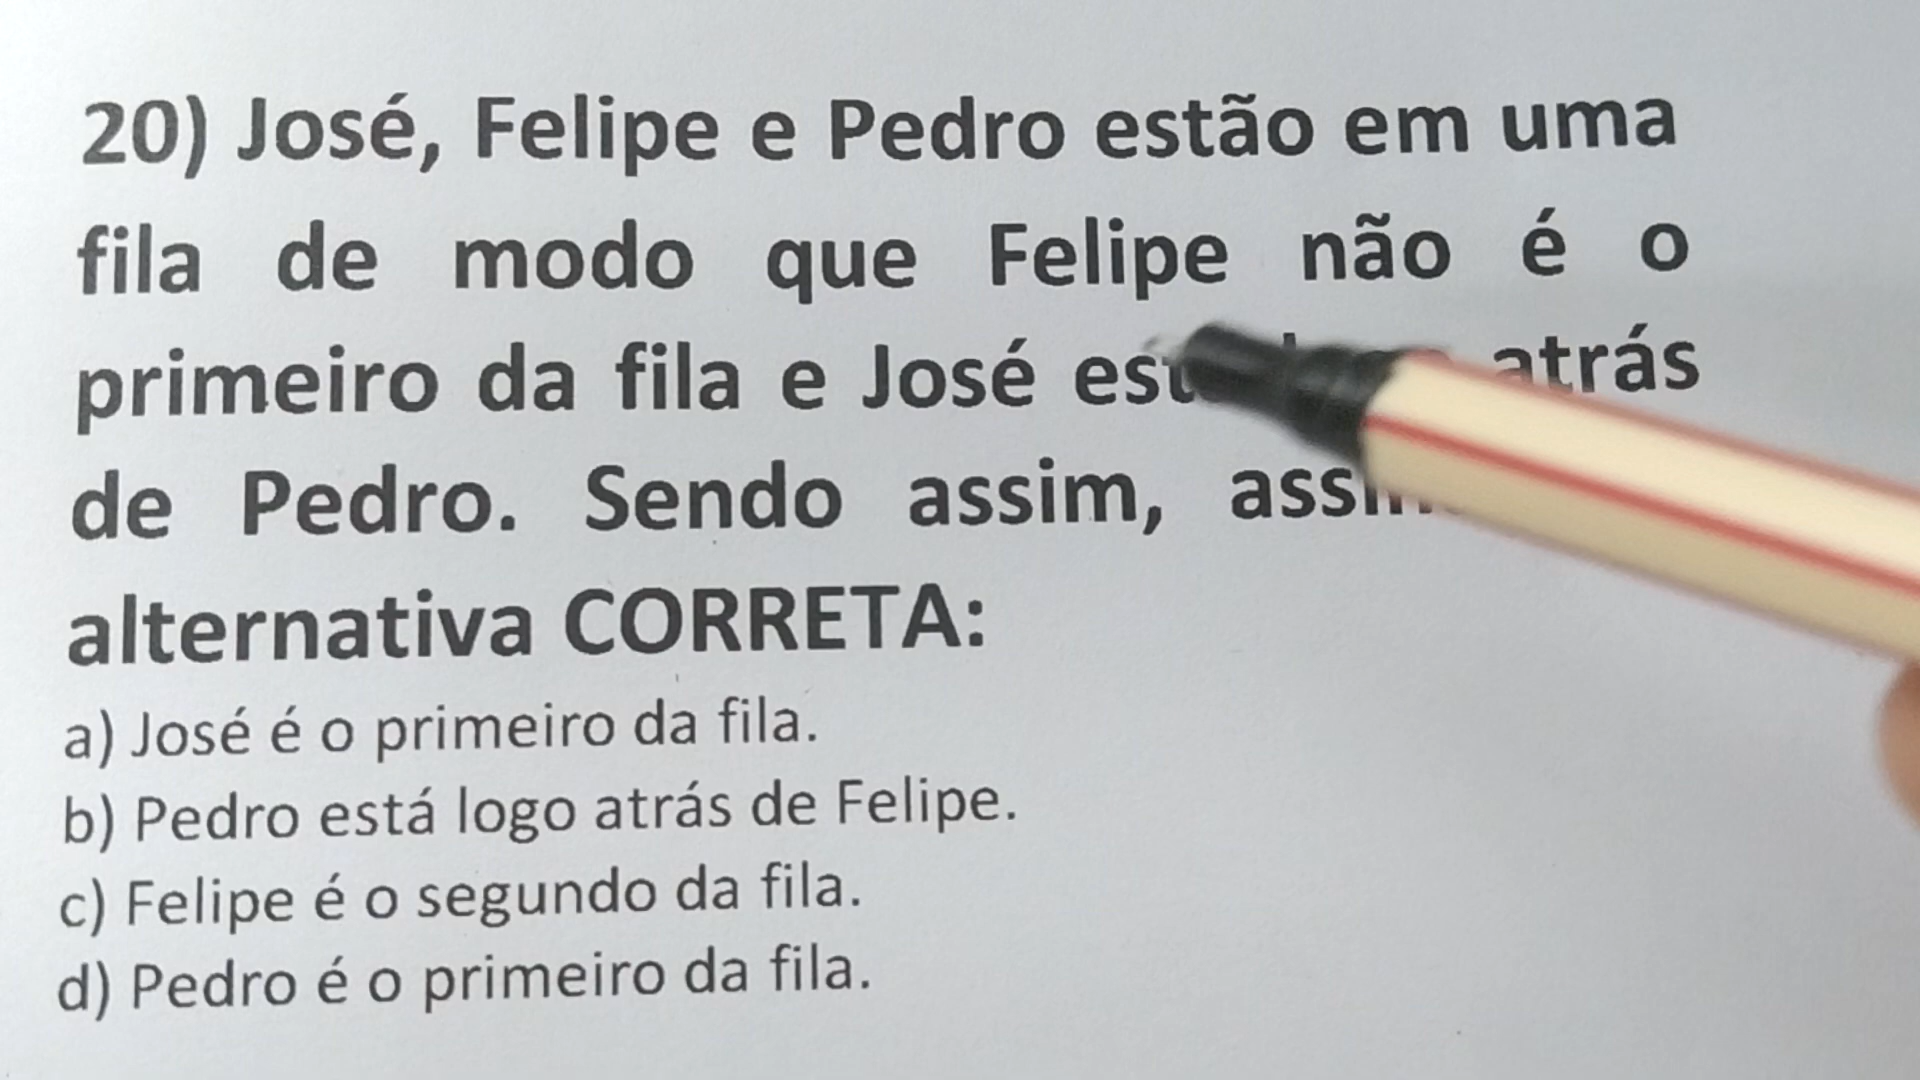 20) José, Felipe e Pedro estão em uma
fila de modo que Felipe não é o
primeiro da fila e José atrás
de Pedro. Sendo assim,
alternativa CORRETA:
a) José é o primeiro da fila.
b) Pedro está logo atrás de Felipe.
c) Felipe é o segundo da fila.
d) Pedro é o primeiro da fila.